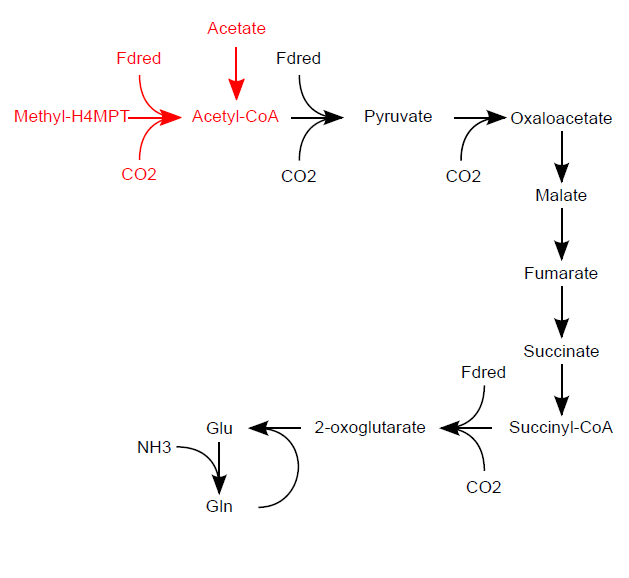 Acetate
Fdred
Fdred
Methyl-H4MPT
Acetyl-CoA
Pyruvate
Oxaloacetate
CO2
CO2
CO2
Malate
Fumarate
Succinate
Fdred
Glu
2-oxoglutarate
Succinyl-CoA
NH3
CO2
Gln